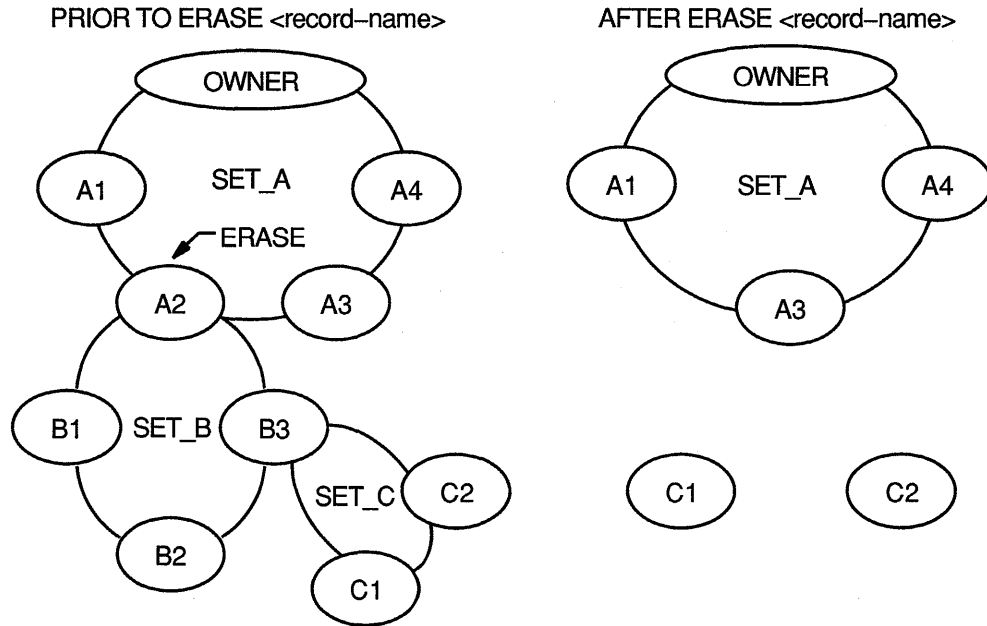 PRIOR TO ERASE <record–name>
OWNER
A1
SET_A
A4
ERASE
A2
A3
B1
SET_B
B3
SET_C
C2
B2
C1
AFTER ERASE <record–name>
OWNER
A1
SET_A
A4
A3
C1
C2